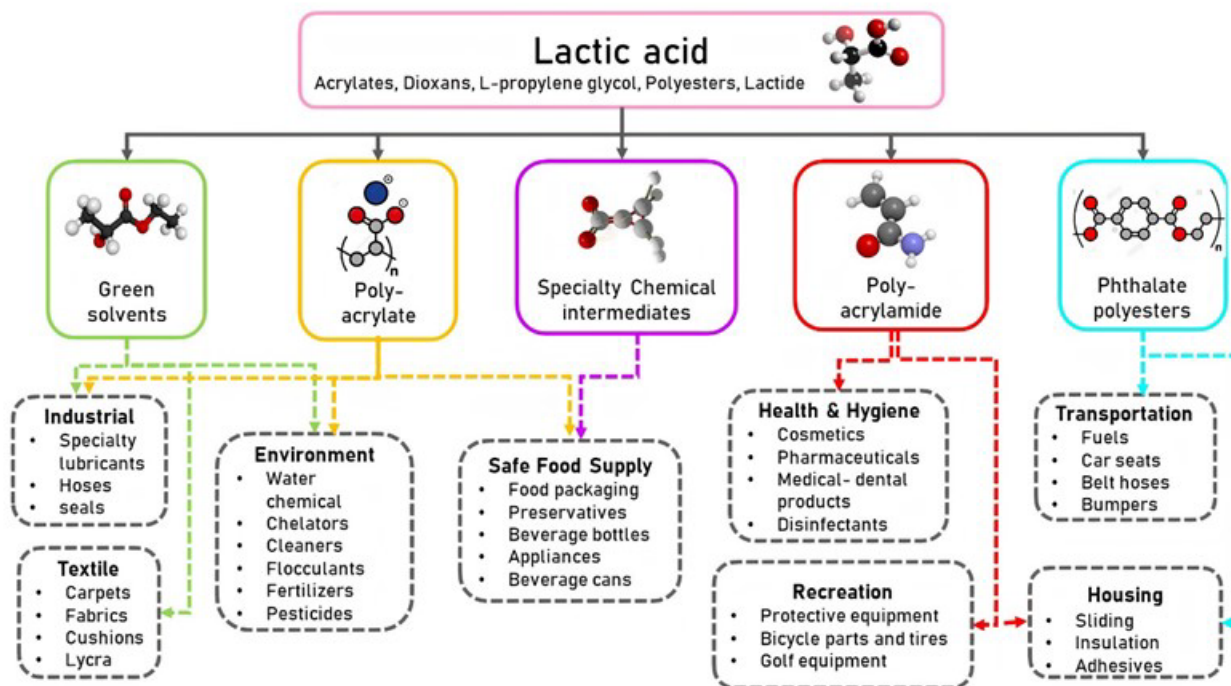 Lactic acid
Acrylates, Dioxans, L-propylene glycol, Polyesters, Lactide
Green
solvents
n
Poly-
acrylate
Specialty Chemical
intermediates
Poly-
acrylamide
n
Phthalate
polyesters
Industrial
• Specialty
lubricants
• Hoses
• seals
Textile
• Carpets
• Fabrics
• Cushions
• Lycra
Environment
• Water
chemical
• Chelators
• Cleaners
• Flocculants
• Fertilizers
• Pesticides
Safe Food Supply
• Food packaging
• Preservatives
• Beverage bottles
• Appliances
• Beverage cans
Health & Hygiene
• Cosmetics
• Pharmaceuticals
• Medical- dental
products
• Disinfectants
Recreation
• Protective equipment
• Bicycle parts and tires
• Golf equipment
Transportation
• Fuels
• Car seats
• Belt hoses
• Bumpers
Housing
• Sliding
• Insulation
• Adhesives